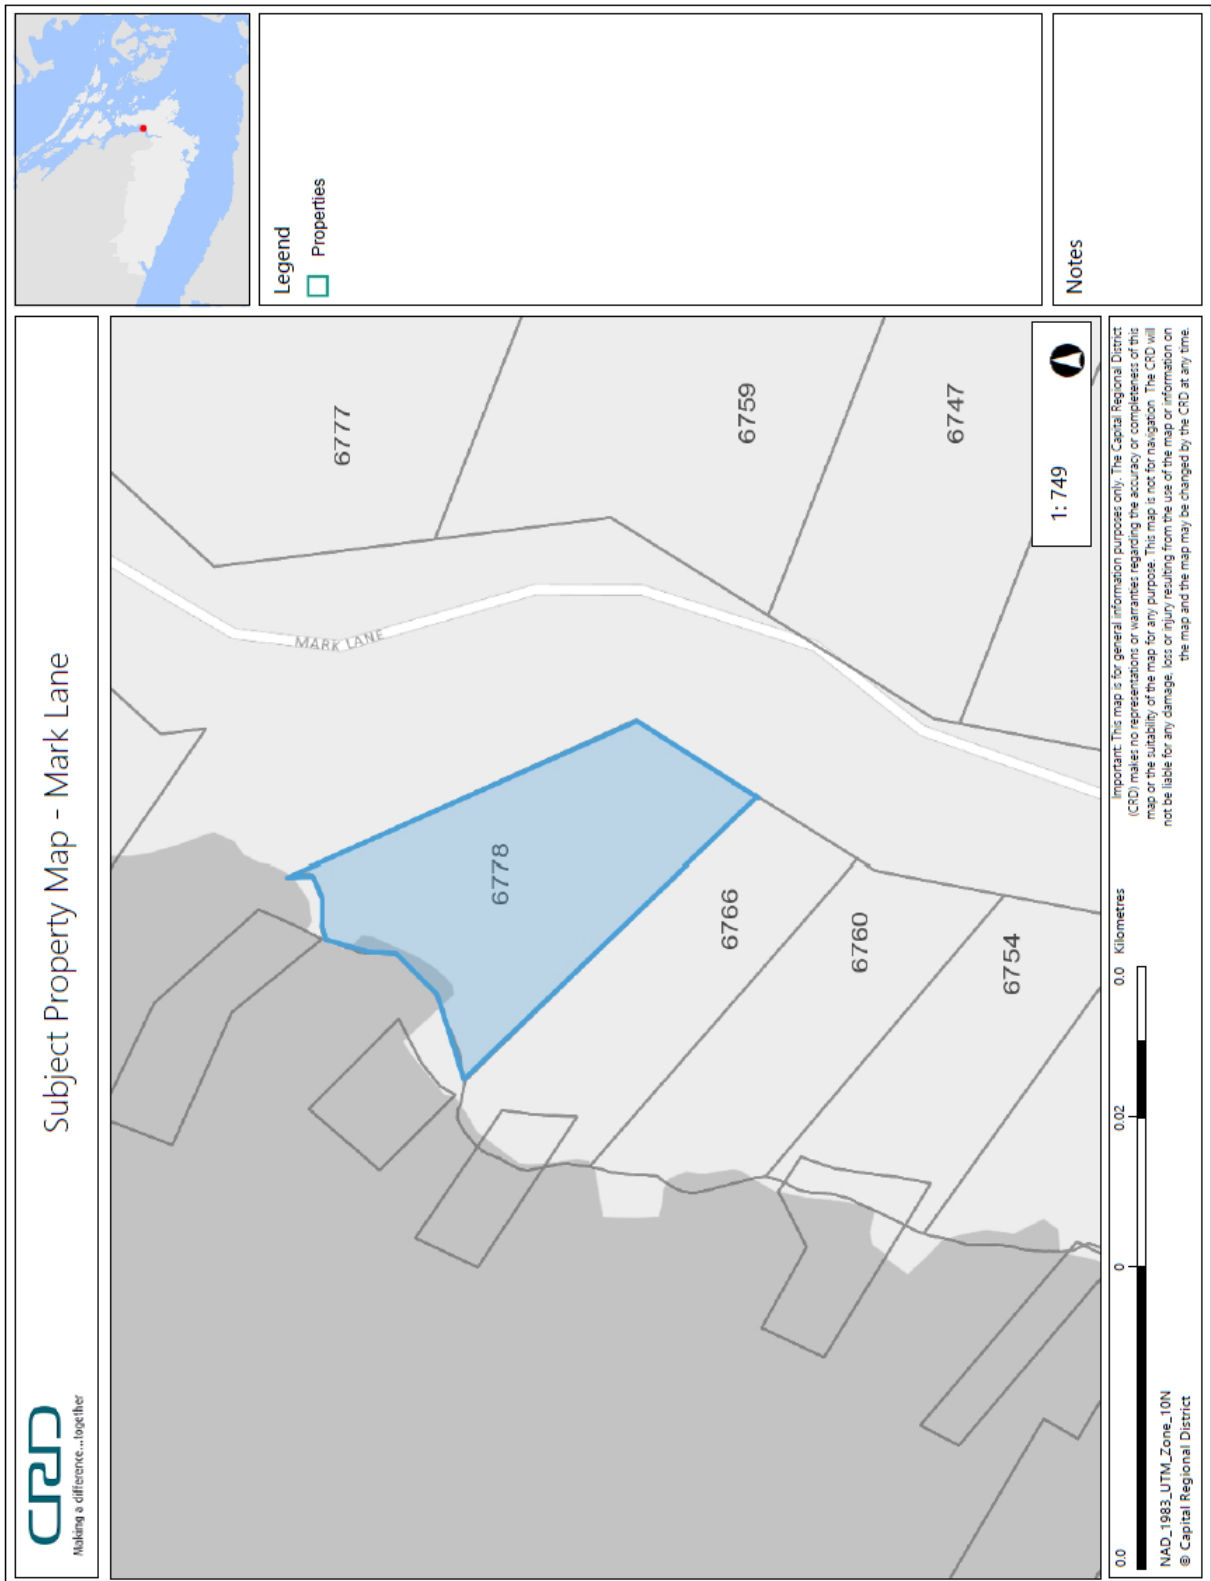 CRD
Making a difference...together
Subject Property Map - Mark Lane
MARK LANE
6777
6778
6759
6766
6760
6747
6754
1: 749
Legend
Properties
Notes
0.0
0
0.02
0.0
Kilometres
NAD_1983_UTM_Zone_10N
© Capital Regional District
Important: This map is for general information purposes only. The Capital Regional District
(CRD) makes no representations or warranties regarding the accuracy or completeness of this
map or the suitability of the map for any purpose. This map is not for navigation. The CRD will
not be liable for any damage, loss or injury resulting from the use of the map or information on
the map and the map may be changed by the CRD at any time.